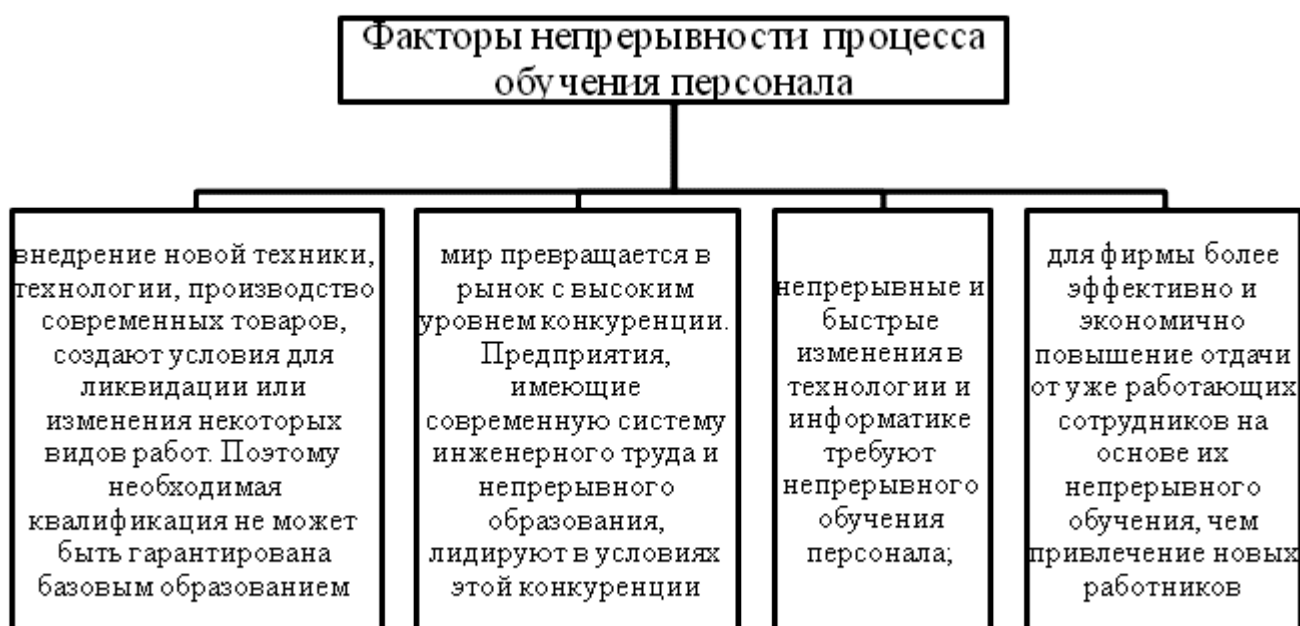 Факторы непрерывности процесса
обучения персонала
внедрение новой техники,
технологии, производство
современных товаров,
создают условия для
ликвидации или
изменения некоторых
видов работ. Поэтому
необходимая
квалификация не может
быть гарантирована
базовым образованием
мир превращается в
рынок с высоким
уровнем конкуренции.
Предприятия,
имеющие
современную систему
инженерного труда и
непрерывного
образования,
лидируют в условиях
этой конкуренции
непрерывные и
быстрые
изменения в
технологии и
информатике
требуют
непрерывного
обучения
персонала;
для фирмы более
эффективно и
экономично
повышение отдачи
от уже работающих
сотрудников на
основе их
непрерывного
обучения, чем
привлечение новых
работников